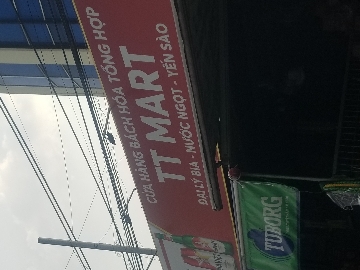 CỬA HÀNG BÁCH HÓA TỔNG HỢP
TT MART
ĐẠI LÝ BIA - NƯỚC NGỌT - YẾN SÀO
TUBORG